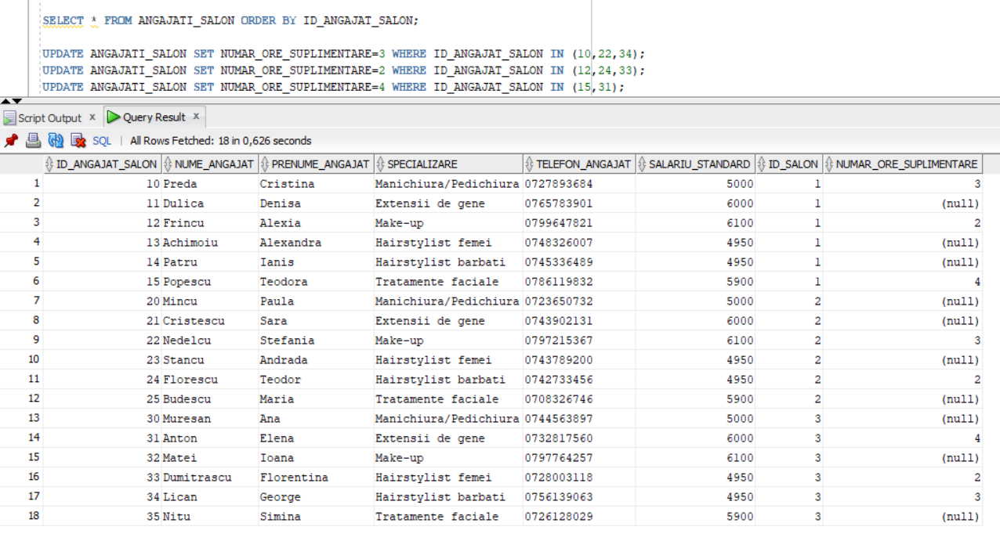 SELECT * FROM ANGAJATI_SALON ORDER BY ID_ANGAJAT_SALON;
UPDATE ANGAJATI_SALON SET NUMAR_ORE_SUPLIMENTARE=3 WHERE ID_ANGAJAT_SALON IN (10,22,34);
UPDATE ANGAJATI_SALON SET NUMAR_ORE_SUPLIMENTARE=2 WHERE ID_ANGAJAT_SALON IN (12,24,33);
UPDATE ANGAJATI_SALON SET NUMAR_ORE_SUPLIMENTARE=4 WHERE ID_ANGAJAT_SALON IN (15,31);
Script Output x Query Result x
SQL | All Rows Fetched: 18 in 0,626 seconds
ID_ANGAJAT_SALON NUME_ANGAJAT PRENUME_ANGAJAT SPECIALIZARE TELEFON_ANGAJAT SALARIU_STANDARD ID_SALON NUMAR_ORE_SUPLIMENTARE
1 10 Preda Cristina Manichiura/Pedichiura 0727893684 5000 1 3
2 11 Dulica Denisa Extensii de gene 0765783901 6000 1 (null)
3 12 Frincu Alexia Make-up 0799647821 6100 1 2
4 13 Achimoiu Alexandra Hairstylist femei 0748326007 4950 1 (null)
5 14 Patru Ianis Hairstylist barbati 0745336489 4950 1 (null)
6 15 Popescu Teodora Tratamente faciale 0786119832 5900 1 4
7 20 Mincu Paula Manichiura/Pedichiura 0723650732 5000 2 (null)
8 21 Cristescu Sara Extensii de gene 0743902131 6000 2 (null)
9 22 Nedelcu Stefania Make-up 0797215367 6100 2 3
10 23 Stancu Andrada Hairstylist femei 0743789200 4950 2 (null)
11 24 Florescu Teodor Hairstylist barbati 0742733456 4950 2 2
12 25 Budescu Maria Tratamente faciale 0708326746 5900 2 (null)
13 30 Muresan Ana Manichiura/Pedichiura 0744563897 5000 3 (null)
14 31 Anton Elena Extensii de gene 0732817560 6000 3 4
15 32 Matei Ioana Make-up 0797764257 6100 3 (null)
16 33 Dumitrascu Florentina Hairstylist femei 0728003118 4950 3 2
17 34 Lican George Hairstylist barbati 0756139063 4950 3 3
18 35 Nitu Simina Tratamente faciale 0726128029 5900 3 (null)